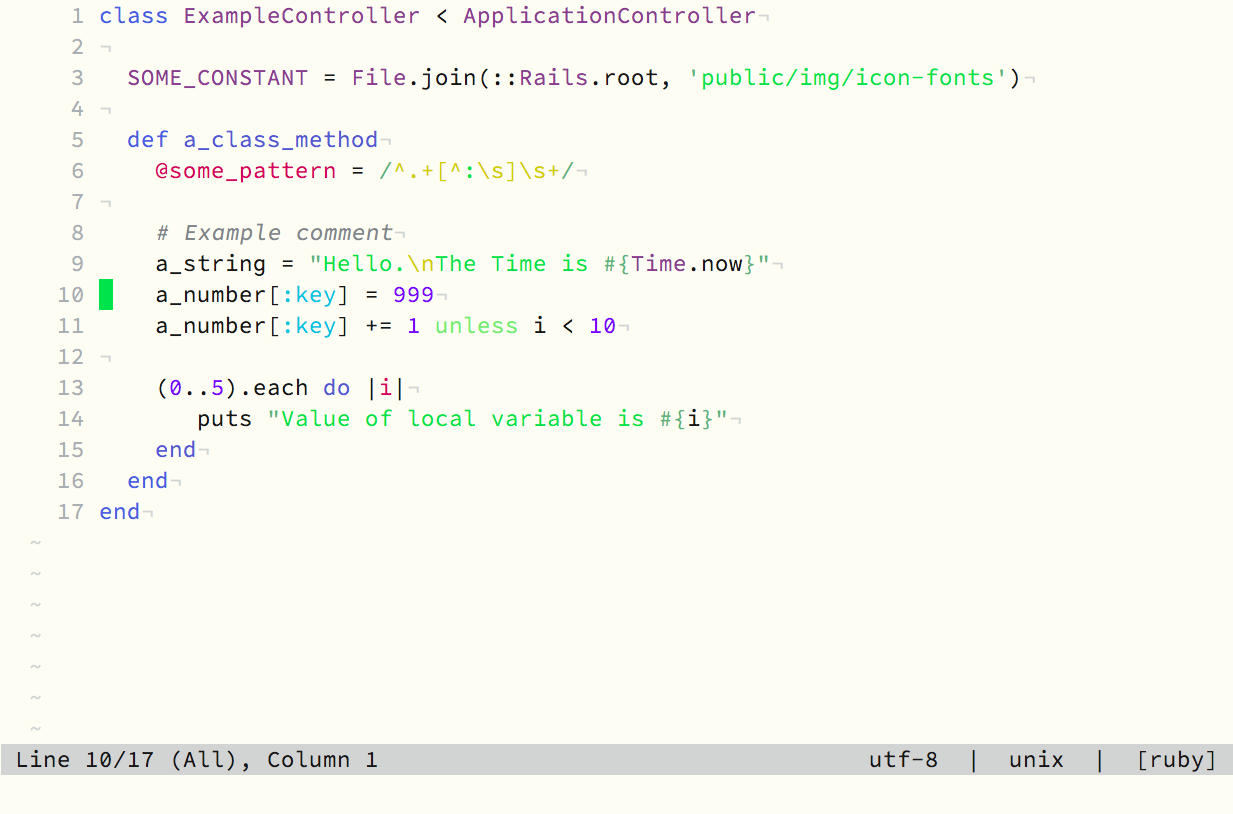 1 class ExampleController < ApplicationController¬
2 ¬
3   SOME_CONSTANT = File.join(::Rails.root, 'public/img/icon-fonts')¬
4 ¬
5   def a_class_method¬
6     @some_pattern = /^.+[^:\s]\s+/¬
7 ¬
8     # Example comment¬
9     a_string = "Hello.\nThe Time is #{Time.now}"¬
10     a_number[:key] = 999¬
11     a_number[:key] += 1 unless i < 10¬
12 ¬
13     (0..5).each do |i|¬
14        puts "Value of local variable is #{i}"¬
15     end¬
16   end¬
17 end¬
~
~
~
~
~
~
~
Line 10/17 (All), Column 1 utf-8 | unix | [ruby]